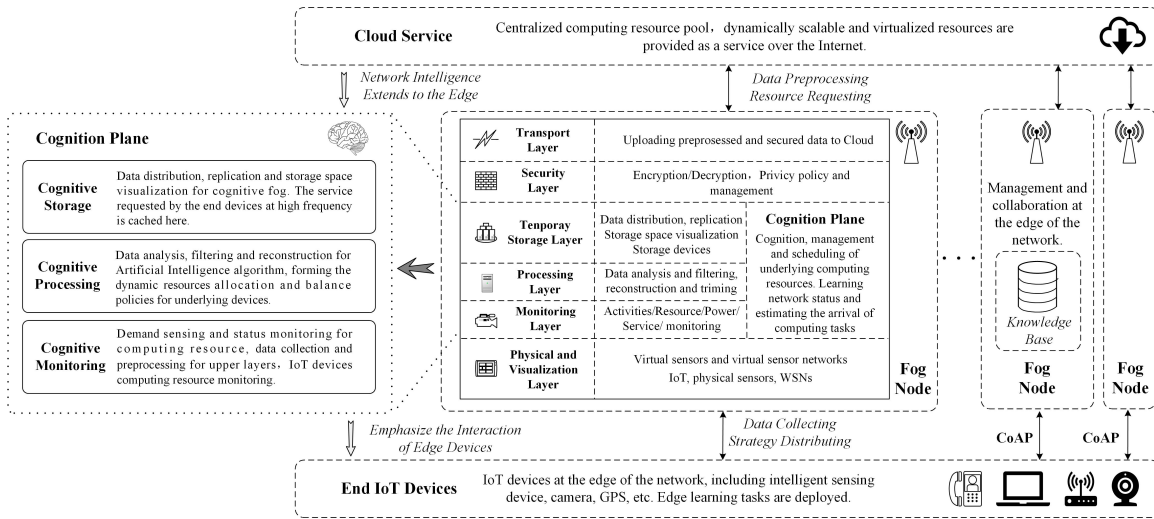 Cloud Service
Centralized computing resource pool, dynamically scalable and virtualized resources are
provided as a service over the Internet.
Network Intelligence
Extends to the Edge
Data Preprocessing
Resource Requesting
Cognition Plane
Cognitive
Storage
Data distribution, replication and storage space
visualization for cognitive fog. The service
requested by the end devices at high frequency
is cached here.
Cognitive
Processing
Data analysis, filtering and reconstruction for
Artificial Intelligence algorithm, forming the
dynamic resources allocation and balance
policies for underlying devices.
Cognitive
Monitoring
Demand sensing and status monitoring for
computing resource, data collection and
preprocessing for upper layers, IoT devices
computing resource monitoring.
Transport
Layer
Uploading preprosessed and secured data to Cloud
Security
Layer
Encryption/Decryption, Privicy policy and
management
Tenporay
Storage Layer
Data distribution, replication
Storage space visualization
Storage devices
Processing
Layer
Data analysis and filtering,
reconstruction and triming
Monitoring
Layer
Activities/Resource/Power/
Service/ monitoring
Cognition Plane
Cognition, management
and scheduling of
underlying computing
resources. Learning
network status and
estimating the arrival of
computing tasks
Physical and
Visualization
Layer
Virtual sensors and virtual sensor networks
IoT, physical sensors, WSNs
Fog
Node
Management and
collaboration at
the edge of the
network.
Knowledge
Base
Fog
Node
Fog
Node
Emphasize the Interaction
of Edge Devices
Data Collecting
Strategy Distributing
CoAP
CoAP
End IoT Devices
IoT devices at the edge of the network, including intelligent sensing
device, camera, GPS, etc. Edge learning tasks are deployed.